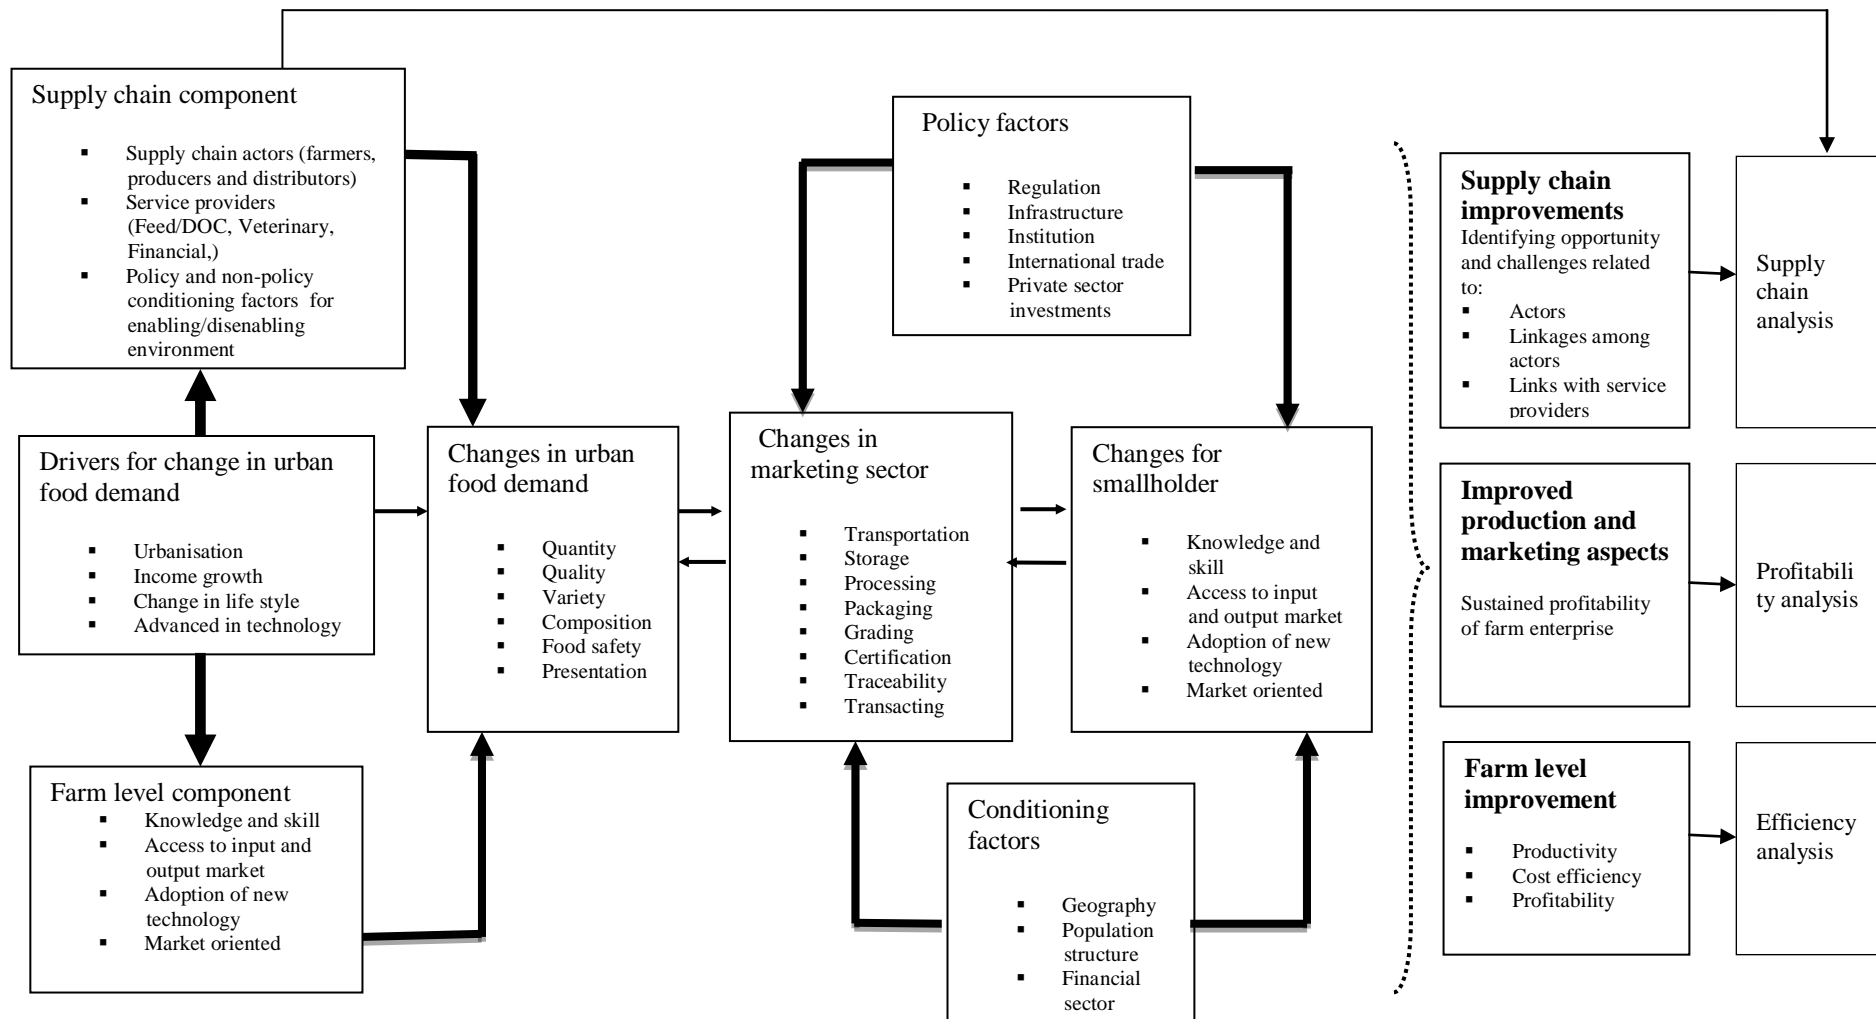 Supply chain component
▪ Supply chain actors (farmers,
producers and distributors)
▪ Service providers
(Feed/DOC, Veterinary,
Financial,)
▪ Policy and non-policy
conditioning factors for
enabling/disenabling
environment
Drivers for change in urban
food demand
▪ Urbanisation
▪ Income growth
▪ Change in life style
▪ Advanced in technology
Farm level component
▪ Knowledge and skill
▪ Access to input and
output market
▪ Adoption of new
technology
▪ Market oriented
Changes in urban
food demand
▪ Quantity
▪ Quality
▪ Variety
▪ Composition
▪ Food safety
▪ Presentation
Policy factors
▪ Regulation
▪ Infrastructure
▪ Institution
▪ International trade
▪ Private sector
investments
Changes in
marketing sector
▪ Transportation
▪ Storage
▪ Processing
▪ Packaging
▪ Grading
▪ Certification
▪ Traceability
▪ Transacting
Changes for
smallholder
▪ Knowledge and
skill
▪ Access to input
and output market
▪ Adoption of new
technology
▪ Market oriented
Conditioning
factors
▪ Geography
▪ Population
structure
▪ Financial
sector
Supply chain
improvements
Identifying opportunity
and challenges related
to:
▪ Actors
▪ Linkages among
actors
▪ Links with service
providers
Supply
chain
analysis
Improved
production and
marketing aspects
Sustained profitability
of farm enterprise
Profitabili
ty analysis
Farm level
improvement
▪ Productivity
▪ Cost efficiency
▪ Profitability
Efficiency
analysis